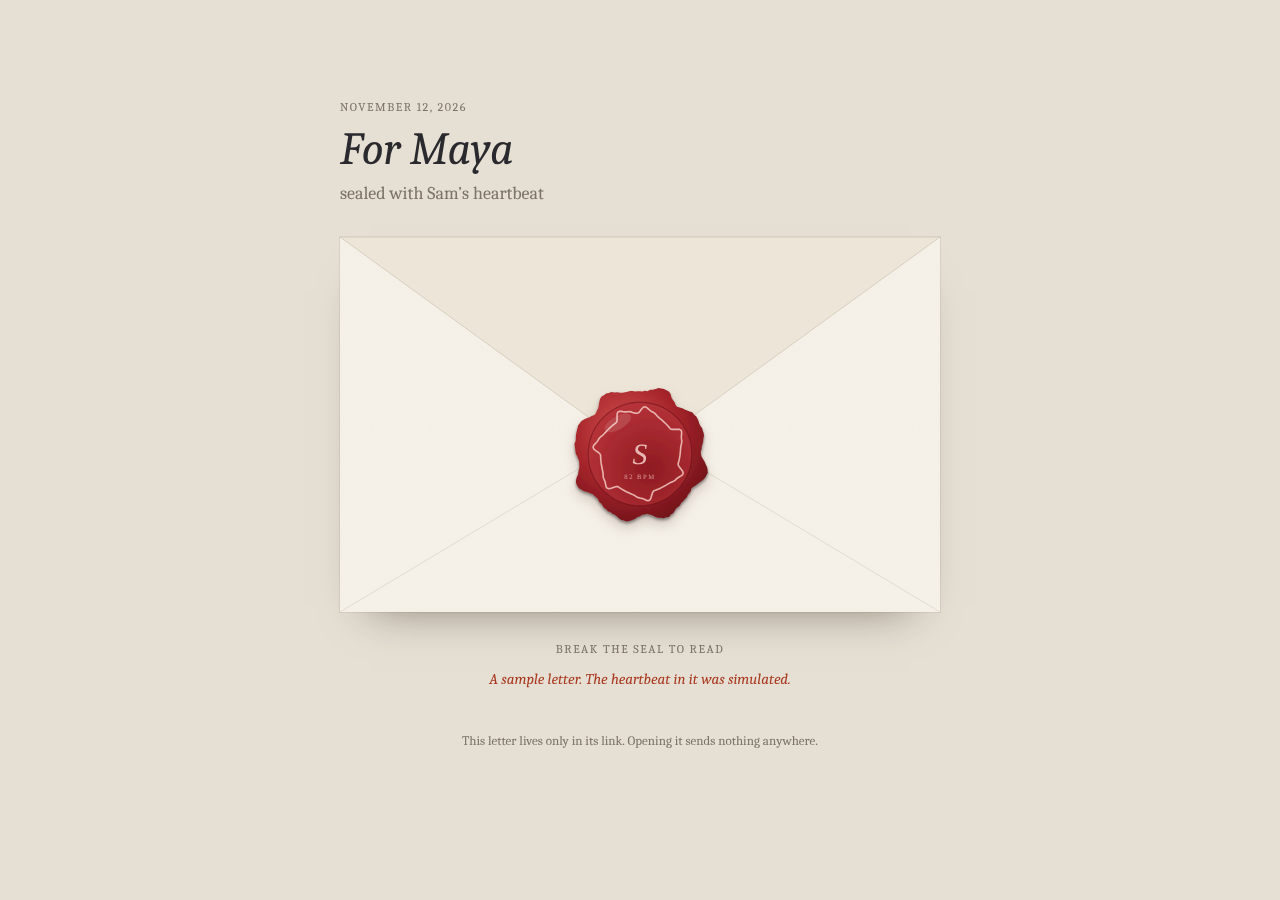 NOVEMBER 12, 2026
For Maya
sealed with Sam's heartbeat
S
82 BPM
BREAK THE SEAL TO READ
A sample letter. The heartbeat in it was simulated.
This letter lives only in its link. Opening it sends nothing anywhere.